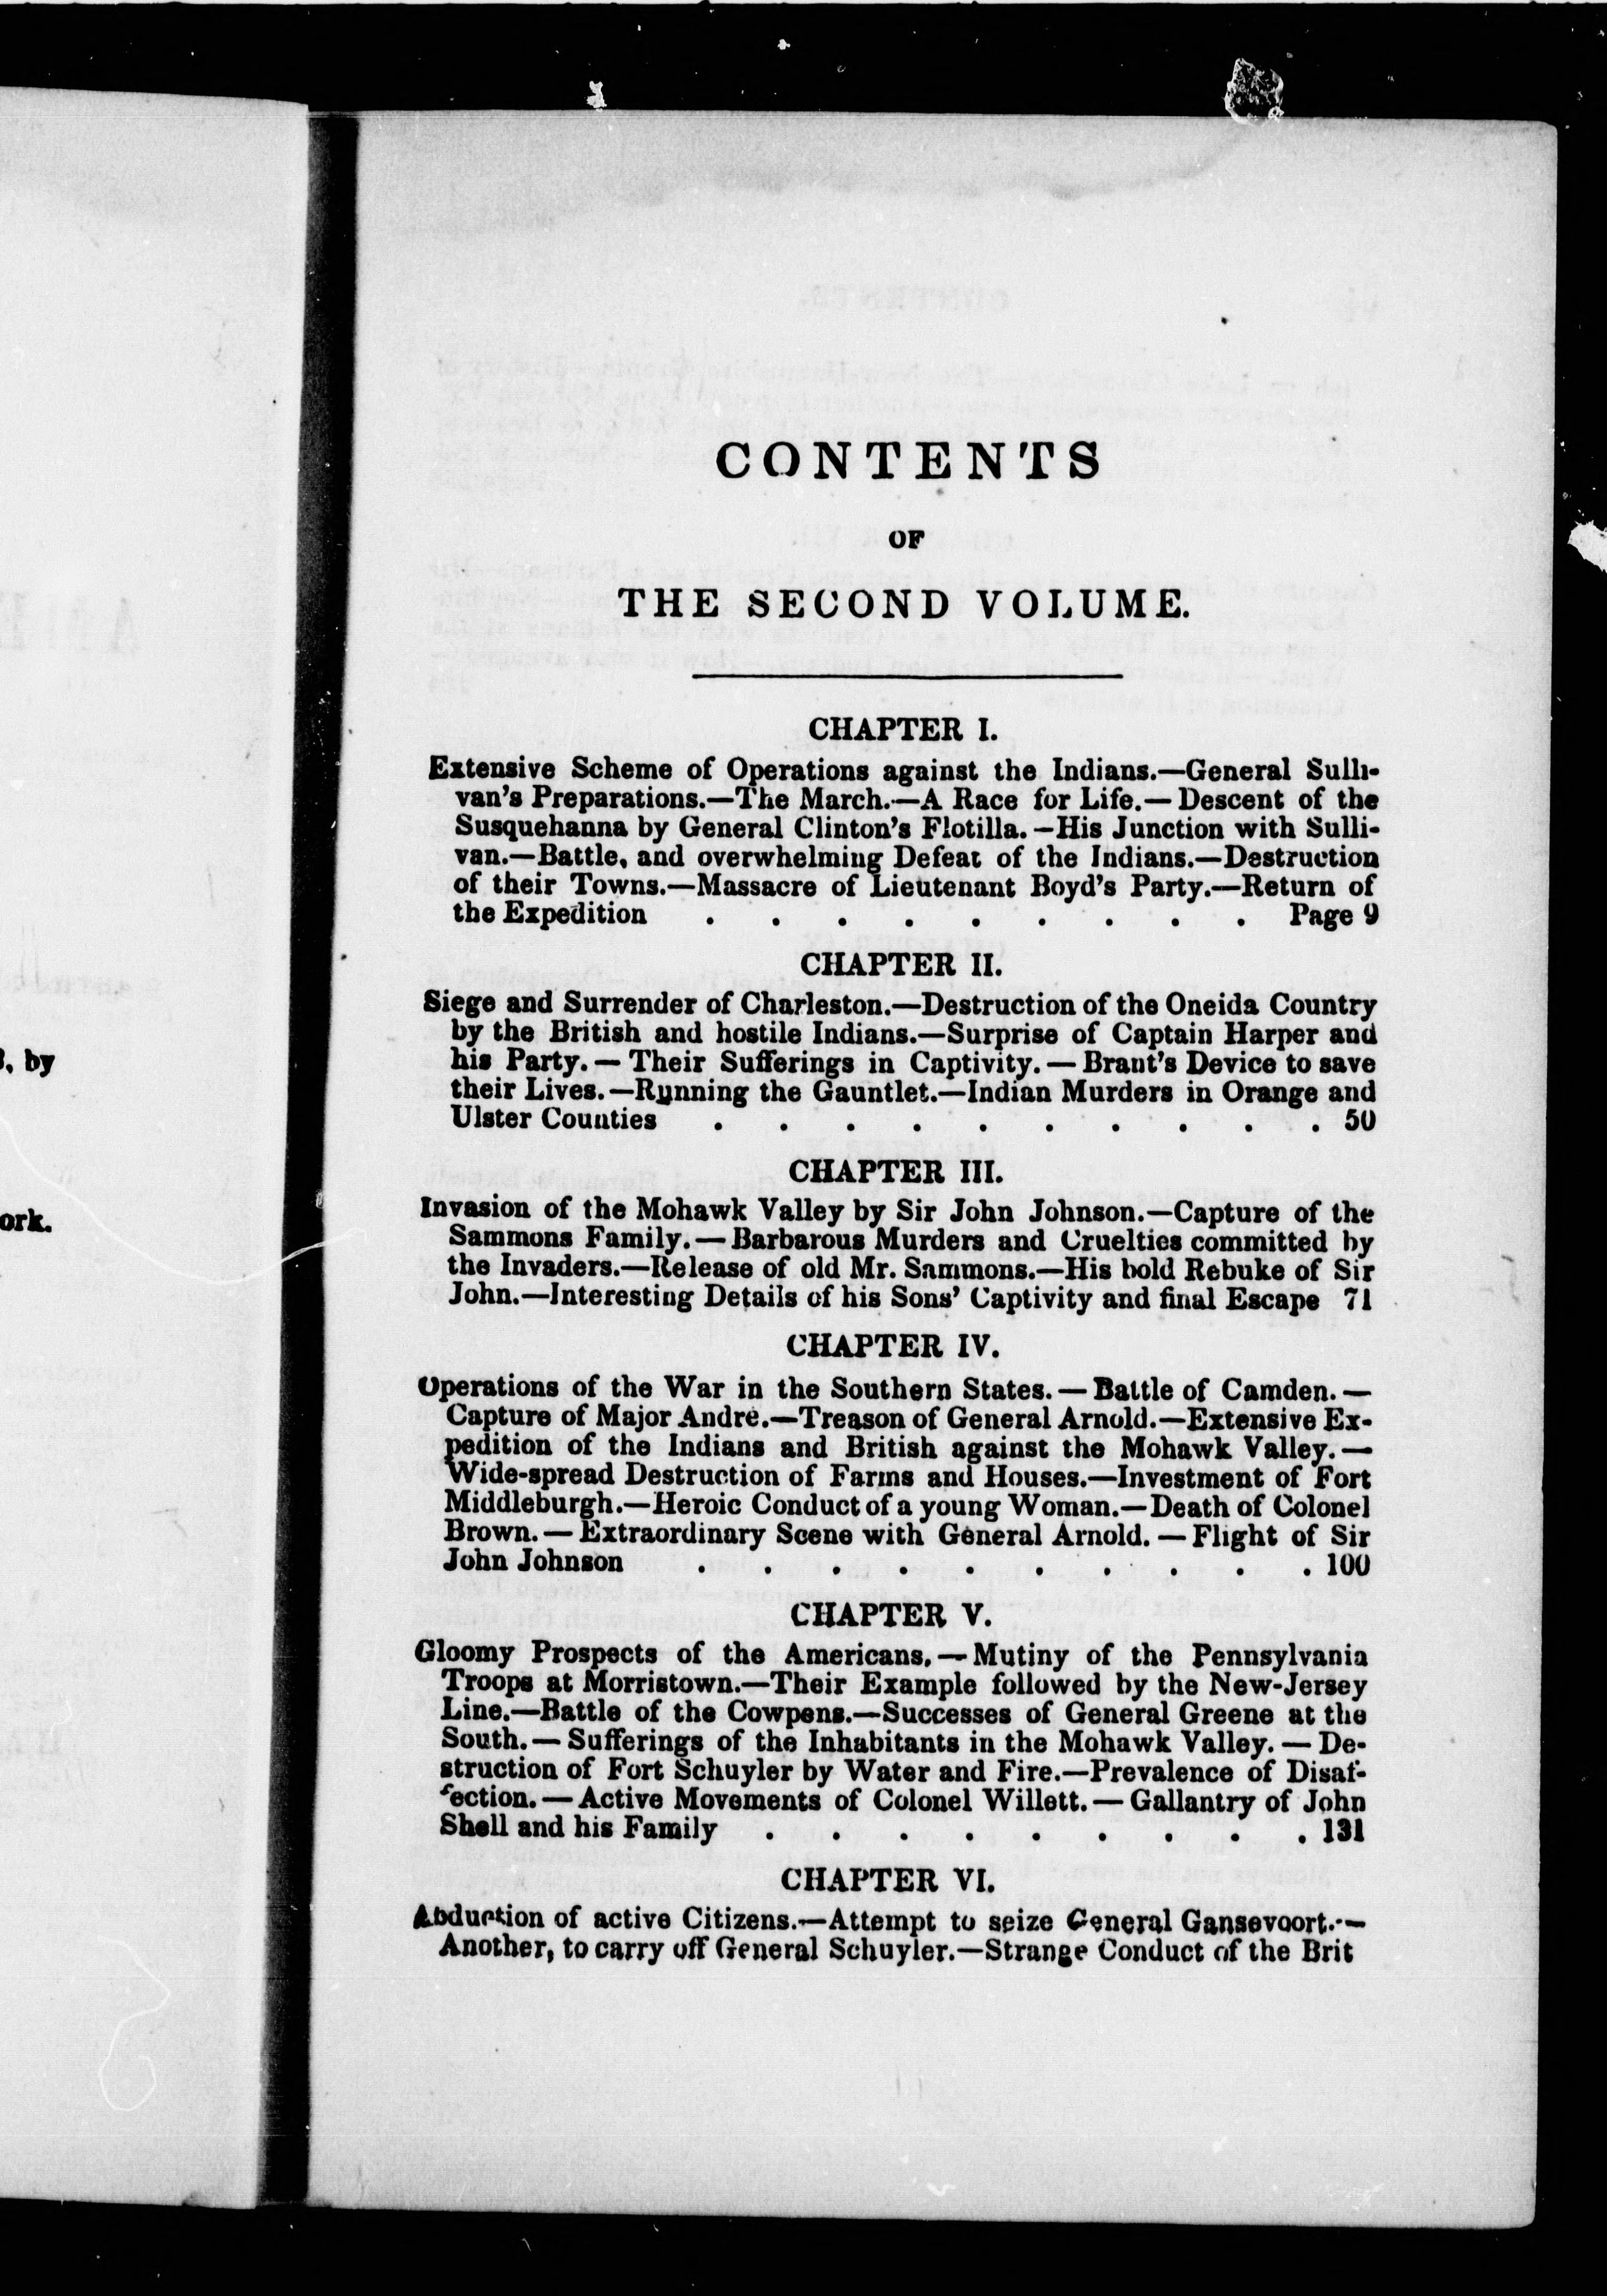 , by
ork.
CONTENTS
OF
THE SECOND VOLUME.
CHAPTER I.
Extensive Scheme of Operations against the Indians.—General Sulli-
van's Preparations.—The March.—A Race for Life.—Descent of the
Susquehanna by General Clinton's Flotilla.—His Junction with Sulli-
van.—Battle, and overwhelming Defeat of the Indians.—Destruction
of their Towns.—Massacre of Lieutenant Boyd's Party.—Return of
the Expedition . . . . . . . . . Page 9
CHAPTER II.
Siege and Surrender of Charleston.—Destruction of the Oneida Country
by the British and hostile Indians.—Surprise of Captain Harper and
his Party.—Their Sufferings in Captivity.—Brant's Device to save
their Lives.—Running the Gauntlet.—Indian Murders in Orange and
Ulster Counties . . . . . . . . . . 50
CHAPTER III.
Invasion of the Mohawk Valley by Sir John Johnson.—Capture of the
Sammons Family.—Barbarous Murders and Cruelties committed by
the Invaders.—Release of old Mr. Sammons.—His bold Rebuke of Sir
John.—Interesting Details of his Sons' Captivity and final Escape 71
CHAPTER IV.
Operations of the War in the Southern States.—Battle of Camden.—
Capture of Major André.—Treason of General Arnold.—Extensive Ex-
pedition of the Indians and British against the Mohawk Valley.—
Wide-spread Destruction of Farms and Houses.—Investment of Fort
Middleburgh.—Heroic Conduct of a young Woman.—Death of Colonel
Brown.—Extraordinary Scene with General Arnold.—Flight of Sir
John Johnson . . . . . . . . . . 100
CHAPTER V.
Gloomy Prospects of the Americans.—Mutiny of the Pennsylvania
Troops at Morristown.—Their Example followed by the New-Jersey
Line.—Battle of the Cowpens.—Successes of General Greene at the
South.—Sufferings of the Inhabitants in the Mohawk Valley.—De-
struction of Fort Schuyler by Water and Fire.—Prevalence of Disaf-
fection.—Active Movements of Colonel Willett.—Gallantry of John
Shell and his Family . . . . . . . . . 131
CHAPTER VI.
Abduction of active Citizens.—Attempt to seize General Gansevoort.—
Another, to carry off General Schuyler.—Strange Conduct of the Brit